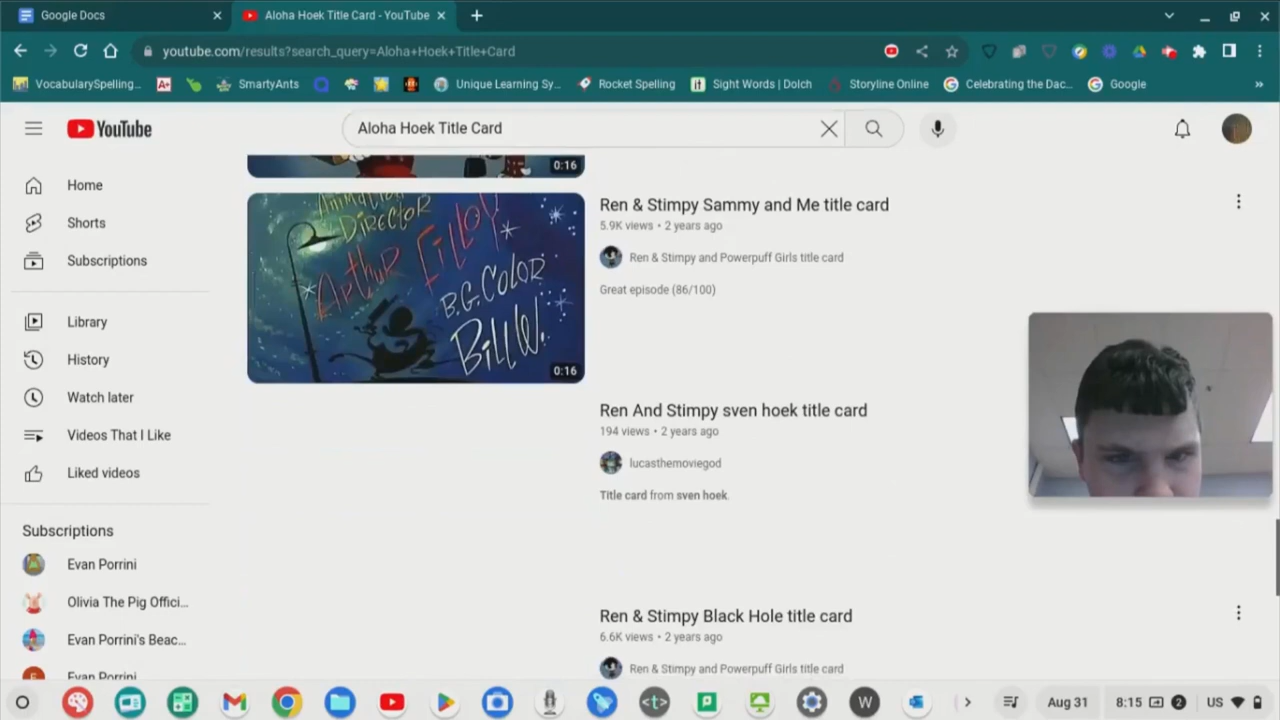 Google Docs
Aloha Hoek Title Card - YouTube
youtube.com/results?search_query=Aloha+Hoek+Title+Card
VocabularySpelling...
SmartyAnts
Unique Learning Sy...
Rocket Spelling
Sight Words | Dolch
Storyline Online
Celebrating the Dac...
Google
YouTube
Aloha Hoek Title Card
0:16
Home
Shorts
Subscriptions
Library
History
Watch later
Videos That I Like
Liked videos
Subscriptions
Evan Porrini
Olivia The Pig Offici...
Evan Porrini's Beac...
Evan Porrini
Animation
Director
Arthur Filloy
B.G. Color
Bill W.
0:16
Ren & Stimpy Sammy and Me title card
5.9K views • 2 years ago
Ren & Stimpy and Powerpuff Girls title card
Great episode (86/100)
Ren And Stimpy sven hoek title card
194 views • 2 years ago
lucasthemoviegod
Title card from sven hoek.
Ren & Stimpy Black Hole title card
6.6K views • 2 years ago
Ren & Stimpy and Powerpuff Girls title card
Aug 31
8:15
2
US